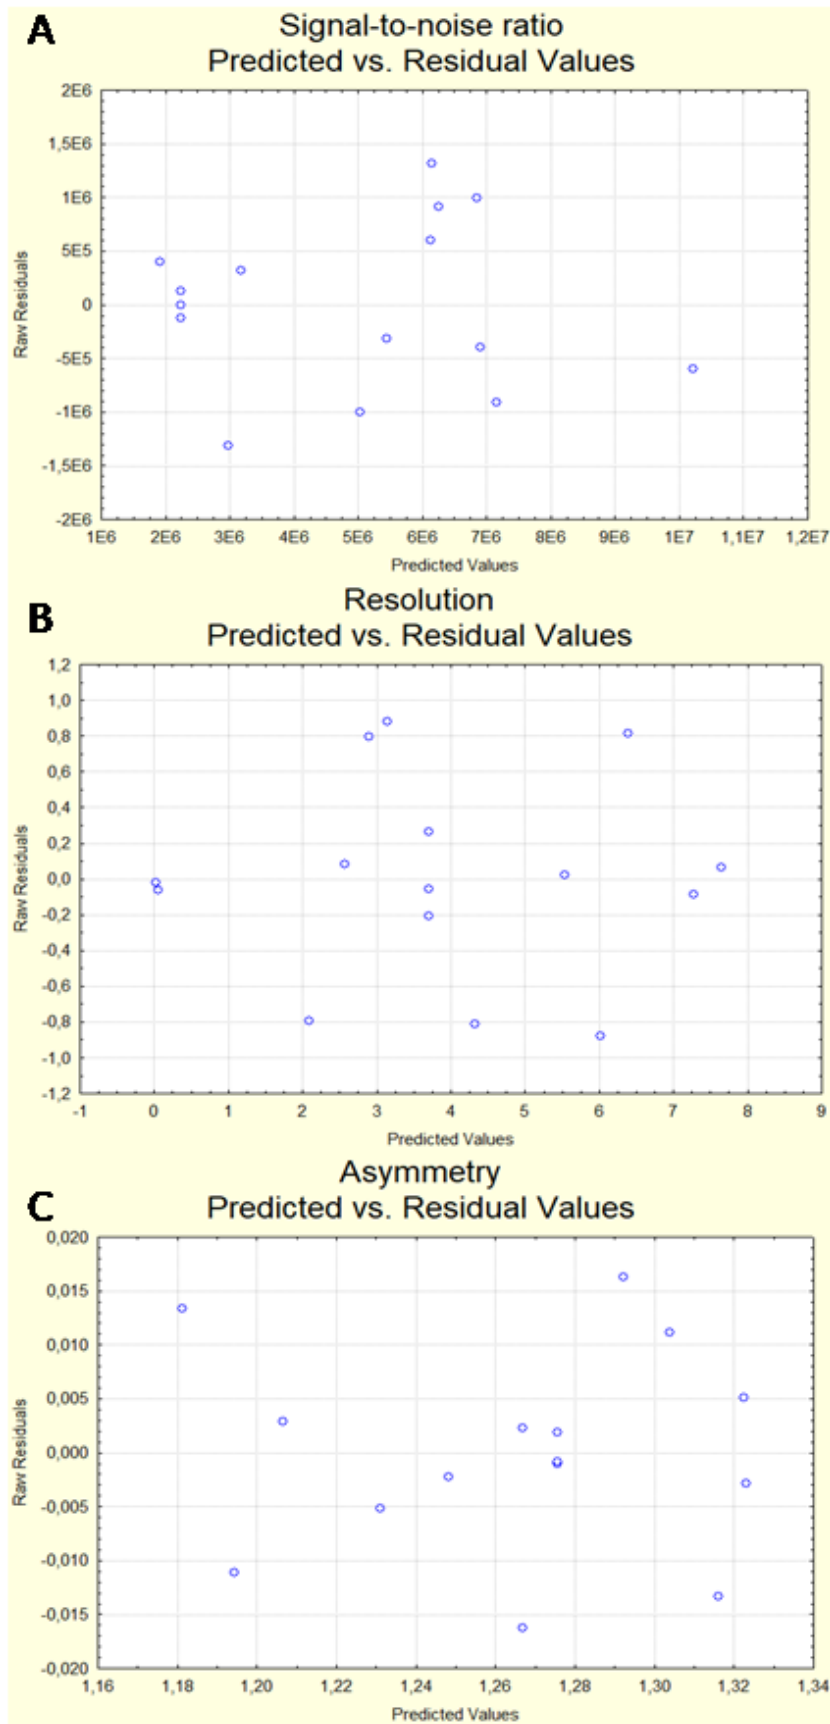 A
Signal-to-noise ratio
Predicted vs. Residual Values
2E6
1,5E6
1E6
5E5
0
-5E5
-1E6
-1,5E6
-2E6
Raw Residuals
1E6 2E6 3E6 4E6 5E6 6E6 7E6 8E6 9E6 1E7 1,1E7 1,2E7
Predicted Values
B
Resolution
Predicted vs. Residual Values
1,2
1,0
0,8
0,6
0,4
0,2
0,0
-0,2
-0,4
-0,6
-0,8
-1,0
-1,2
Raw Residuals
-1 0 1 2 3 4 5 6 7 8 9
Predicted Values
C
Asymmetry
Predicted vs. Residual Values
0,020
0,015
0,010
0,005
0,000
-0,005
-0,010
-0,015
-0,020
Raw Residuals
1,16 1,18 1,20 1,22 1,24 1,26 1,28 1,30 1,32 1,34
Predicted Values